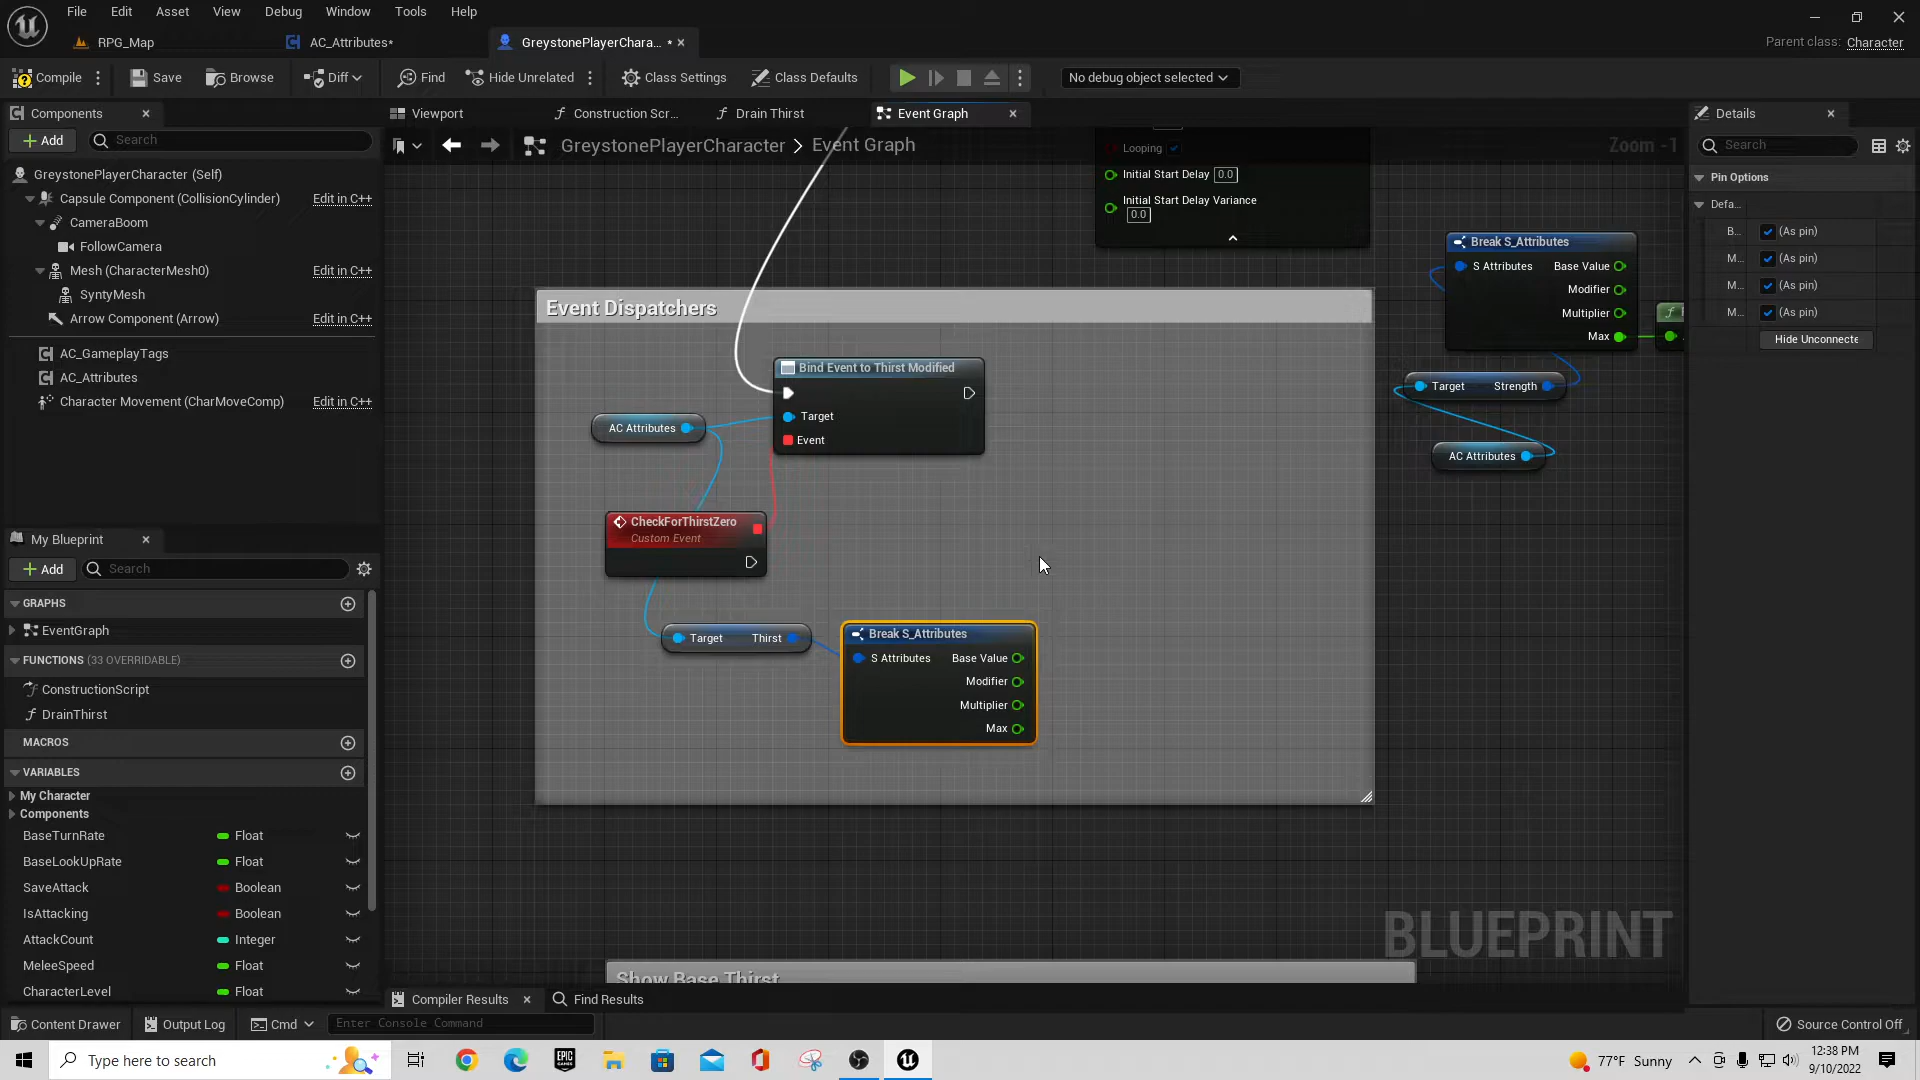 File Edit Asset View Debug Window Tools Help
RPG_Map
AC_Attributes*
GreystonePlayerChara... *
Parent class: Character
Compile Save Browse Diff Find Hide Unrelated Class Settings Class Defaults No debug object selected
Components
Viewport Construction Scr... Drain Thirst Event Graph
Details
Add Search
GreystonePlayerCharacter > Event Graph
Zoom -1
Search
GreystonePlayerCharacter (Self)
Capsule Component (CollisionCylinder) Edit in C++
CameraBoom
FollowCamera
Mesh (CharacterMesh0) Edit in C++
SyntyMesh
Arrow Component (Arrow) Edit in C++
AC_GameplayTags
AC_Attributes
Character Movement (CharMoveComp) Edit in C++
Looping
Initial Start Delay 0.0
Initial Start Delay Variance
0.0
Event Dispatchers
Bind Event to Thirst Modified
Target
Event
AC Attributes
CheckForThirstZero
Custom Event
Target Thirst
Break S_Attributes
S Attributes Base Value
Modifier
Multiplier
Max
Break S_Attributes
S Attributes Base Value
Modifier
Multiplier
Max
Target Strength
AC Attributes
Show Base Thirst
BLUEPRINT
Pin Options
Defa...
B... (As pin)
M... (As pin)
M... (As pin)
M... (As pin)
Hide Unconnecte
My Blueprint
Add Search
GRAPHS
EventGraph
FUNCTIONS (33 OVERRIDABLE)
ConstructionScript
DrainThirst
MACROS
VARIABLES
My Character
Components
BaseTurnRate Float
BaseLookUpRate Float
SaveAttack Boolean
IsAttacking Boolean
AttackCount Integer
MeleeSpeed Float
CharacterLevel Float
Compiler Results Find Results
Content Drawer Output Log Cmd Enter Console Command
Source Control Off
Type here to search
EPIC
GAMES
77°F Sunny
12:38 PM
9/10/2022